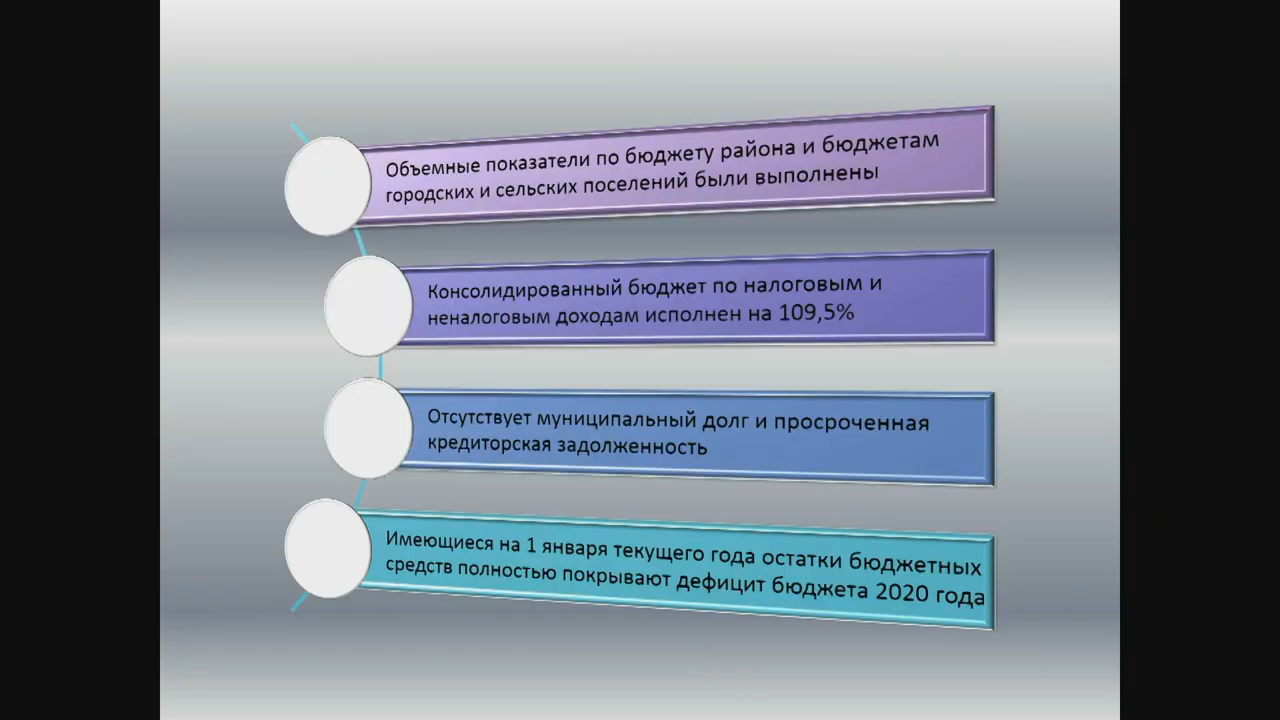 Объемные показатели по бюджету района и бюджетам
городских и сельских поселений были выполнены
Консолидированный бюджет по налоговым и
неналоговым доходам исполнен на 109,5%
Отсутствует муниципальный долг и просроченная
кредиторская задолженность
Имеющиеся на 1 января текущего года остатки бюджетных
средств полностью покрывают дефицит бюджета 2020 года